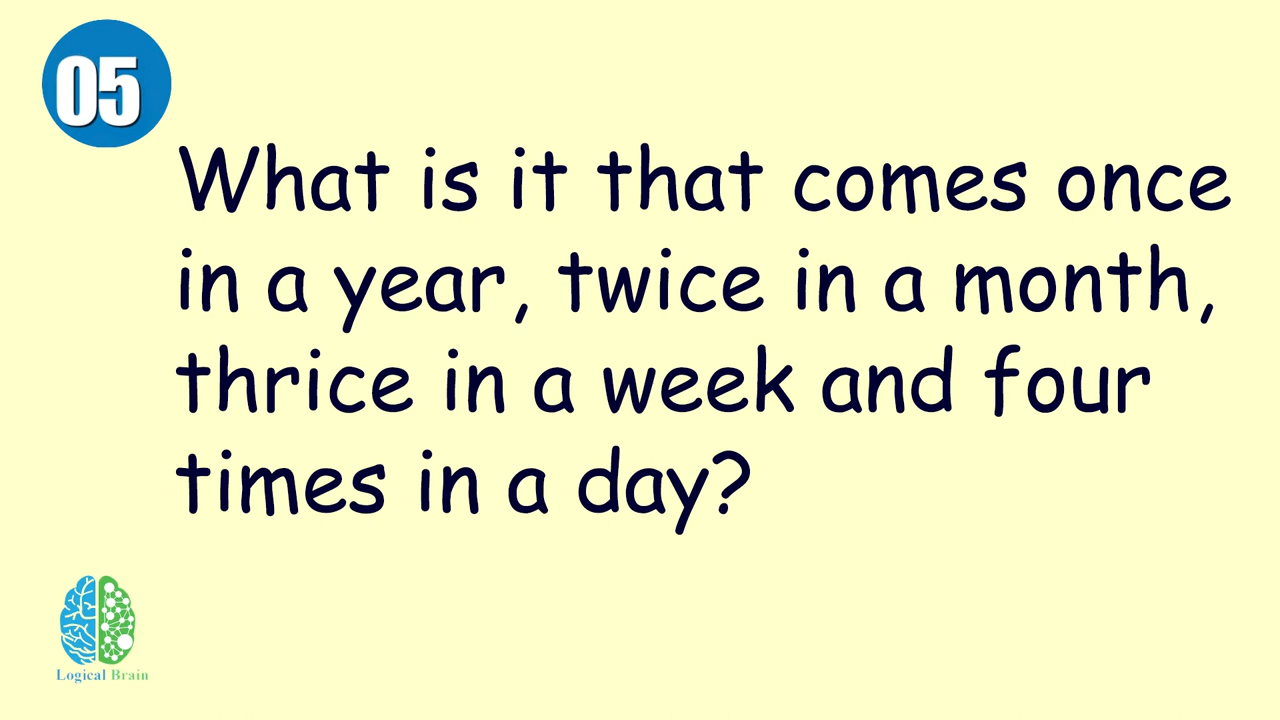 05
What is it that comes once
in a year, twice in a month,
thrice in a week and four
times in a day?
Logical Brain